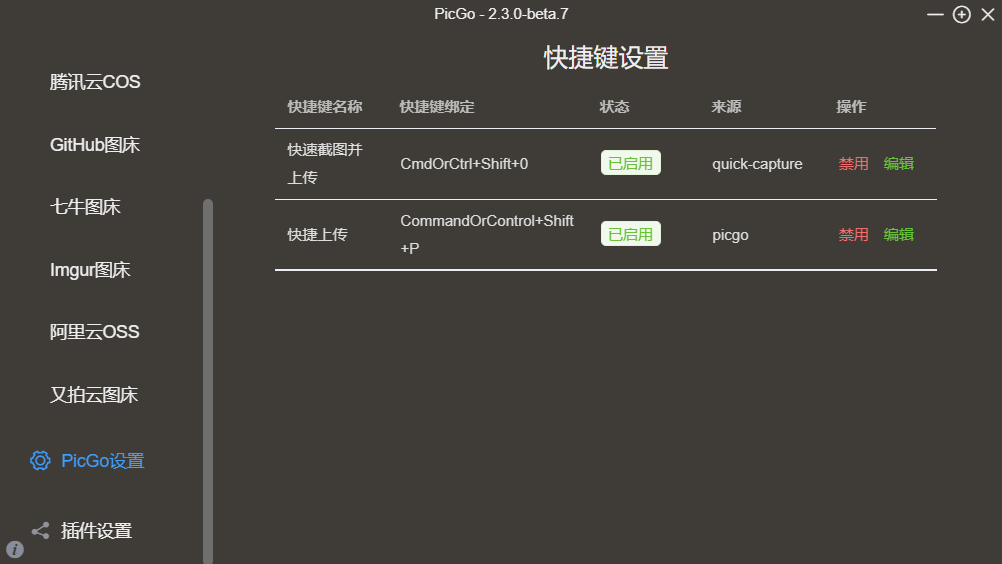 PicGo - 2.3.0-beta.7
腾讯云COS
GitHub图床
七牛图床
Imgur图床
阿里云OSS
又拍云图床
PicGo设置
插件设置
快捷键设置
快捷键名称 快捷键绑定 状态 来源 操作
快速截图并
上传
CmdOrCtrl+Shift+0
已启用
quick-capture
禁用 编辑
快捷上传
CommandOrControl+Shift
+P
已启用
picgo
禁用 编辑